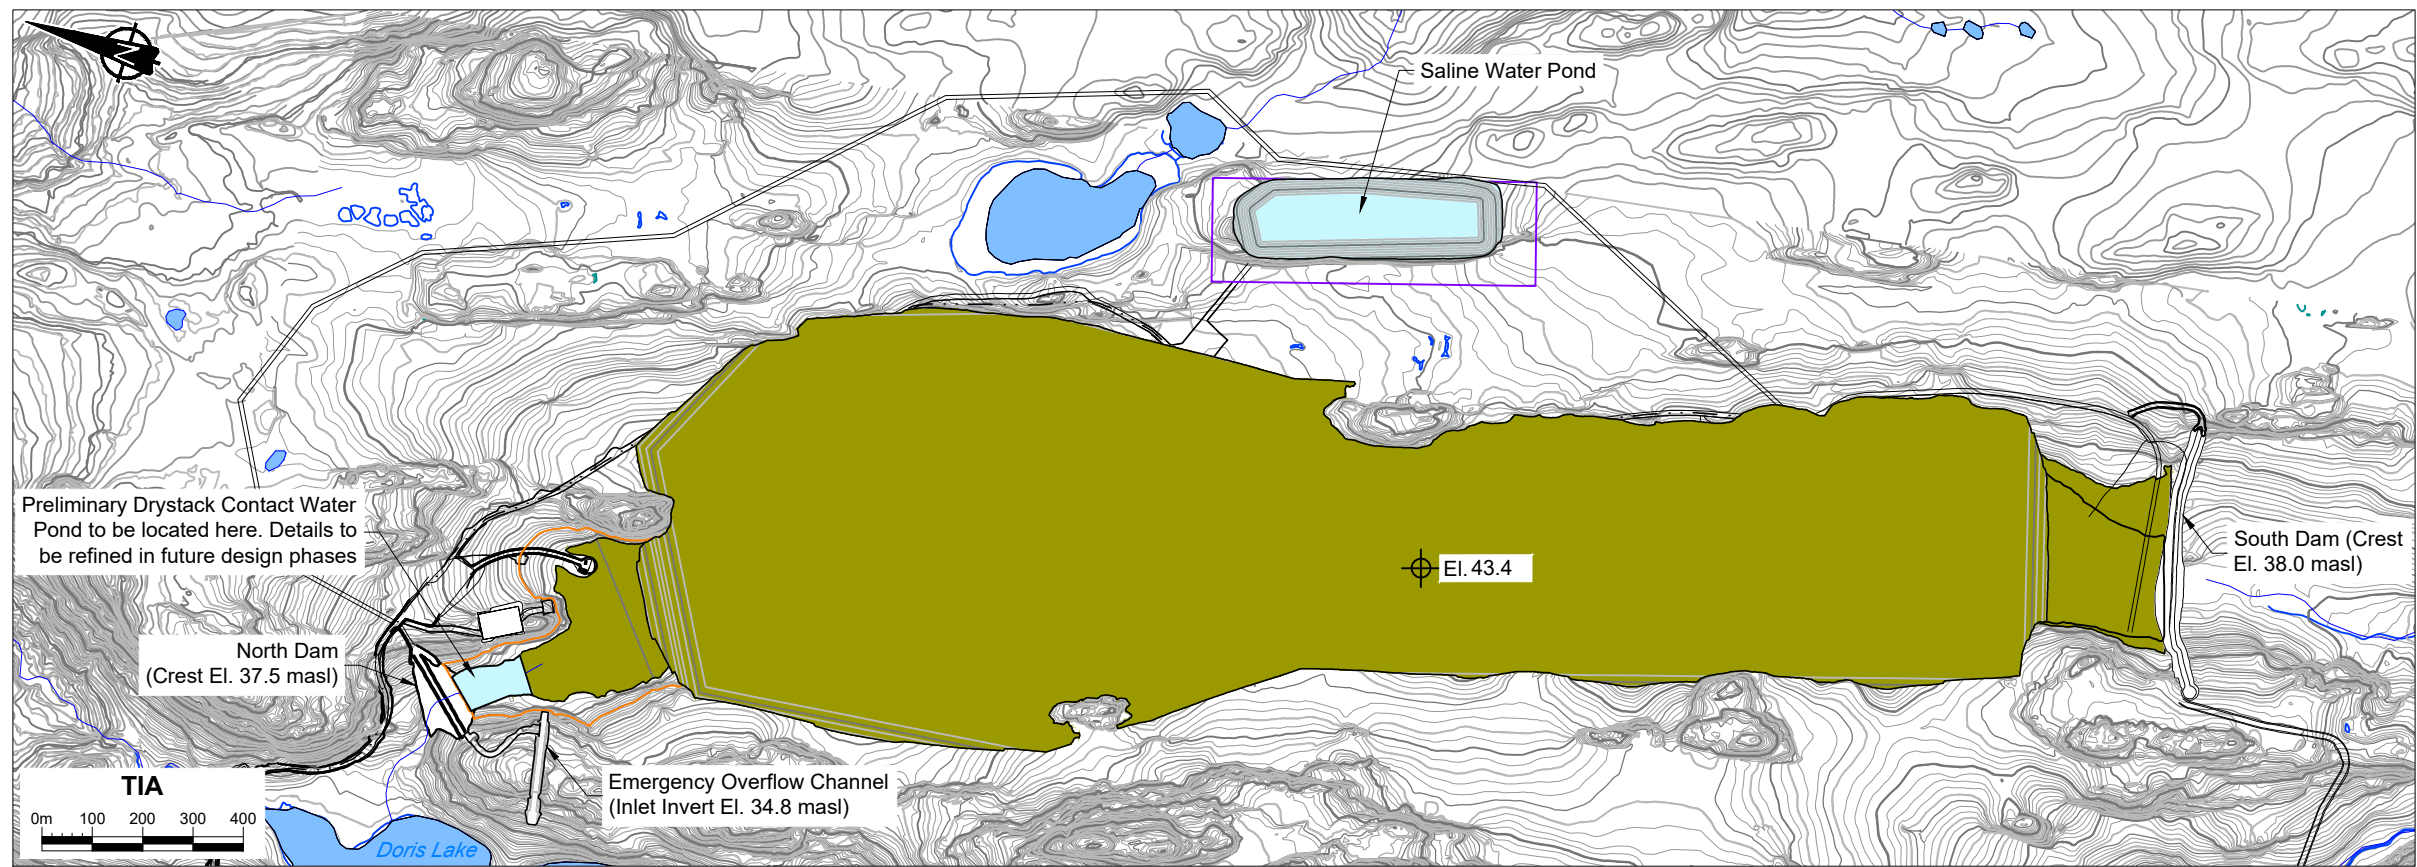 N
Saline Water Pond
Preliminary Drystack Contact Water
Pond to be located here. Details to
be refined in future design phases
El. 43.4
South Dam (Crest
El. 38.0 masl)
North Dam
(Crest El. 37.5 masl)
Emergency Overflow Channel
(Inlet Invert El. 34.8 masl)
TIA
0m 100 200 300 400
Doris Lake